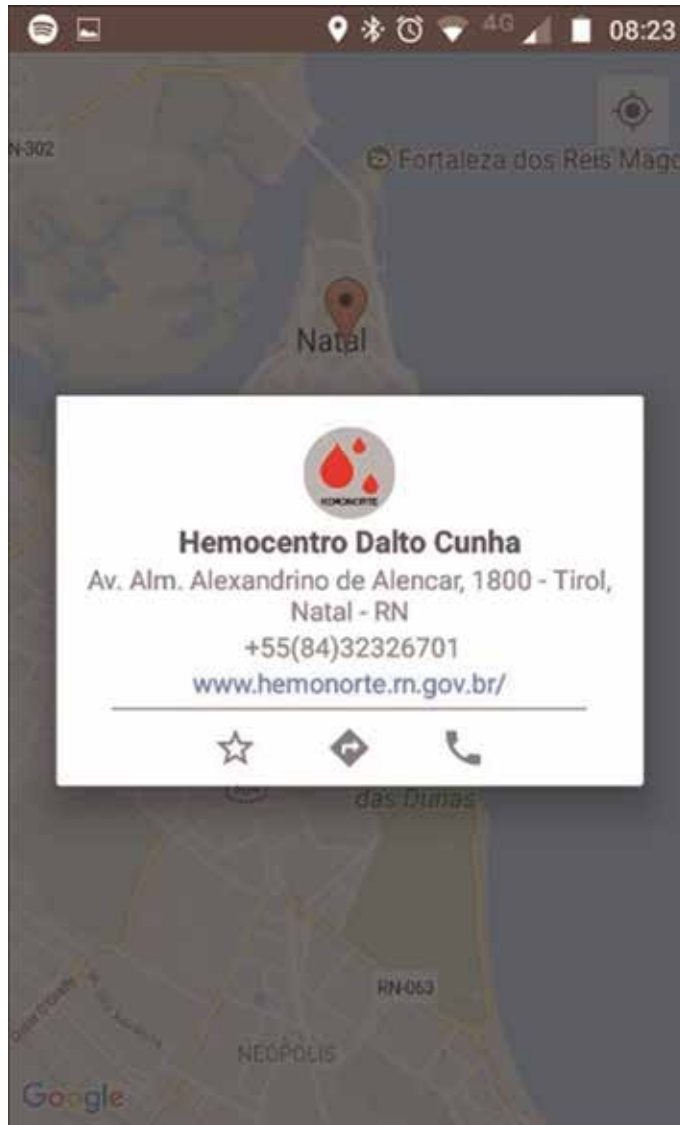 4G 08:23
N-302
Fortaleza dos Reis Mago
Natal
HEMONORTE
Hemocentro Dalto Cunha
Av. Alm. Alexandrino de Alencar, 1800 - Tirol,
Natal - RN
+55(84)32326701
www.hemonorte.rn.gov.br/
das Dunas
RN-063
NEÓPOLIS
Google